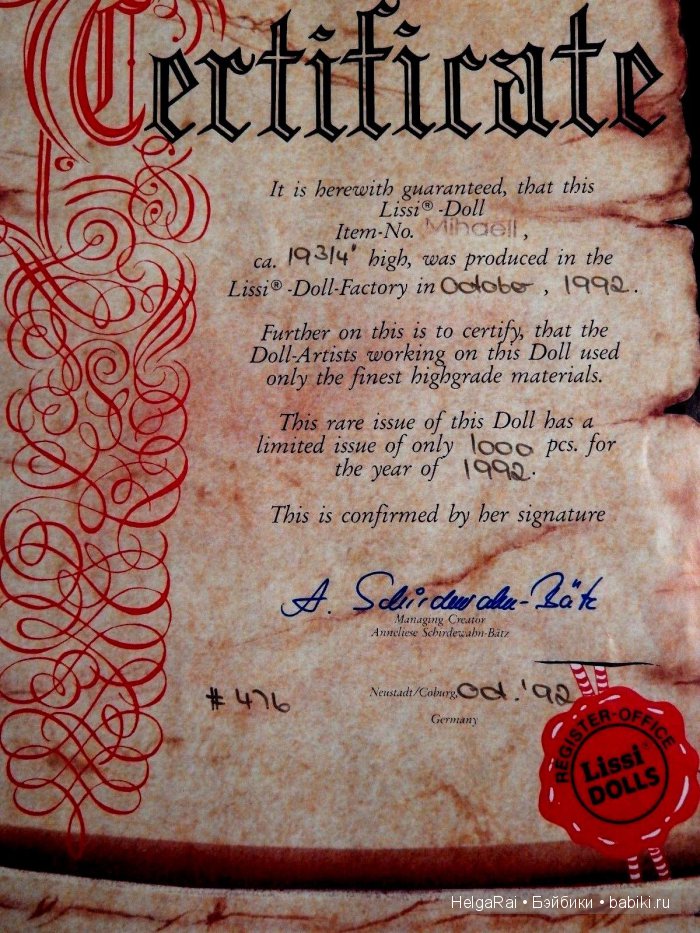 Certificate
It is herewith guaranteed, that this
Lissi® -Doll
Item-No. Mihaell,
ca. 19 3/4" high, was produced in the
Lissi® -Doll-Factory in October, 1992.
Further on this is to certify, that the
Doll-Artists working on this Doll used
only the finest highgrade materials.
This rare issue of this Doll has a
limited issue of only 1000 pcs. for
the year of 1992.
This is confirmed by her signature
A. Schirdewahn-Bätz
Managing Creator
Anneliese Schirdewahn-Bätz
# 476
Neustadt/Coburg, Oct. '92
Germany
REGISTER-OFFICE
Lissi®
DOLLS
HelgaRai • Бэйбики • babiki.ru